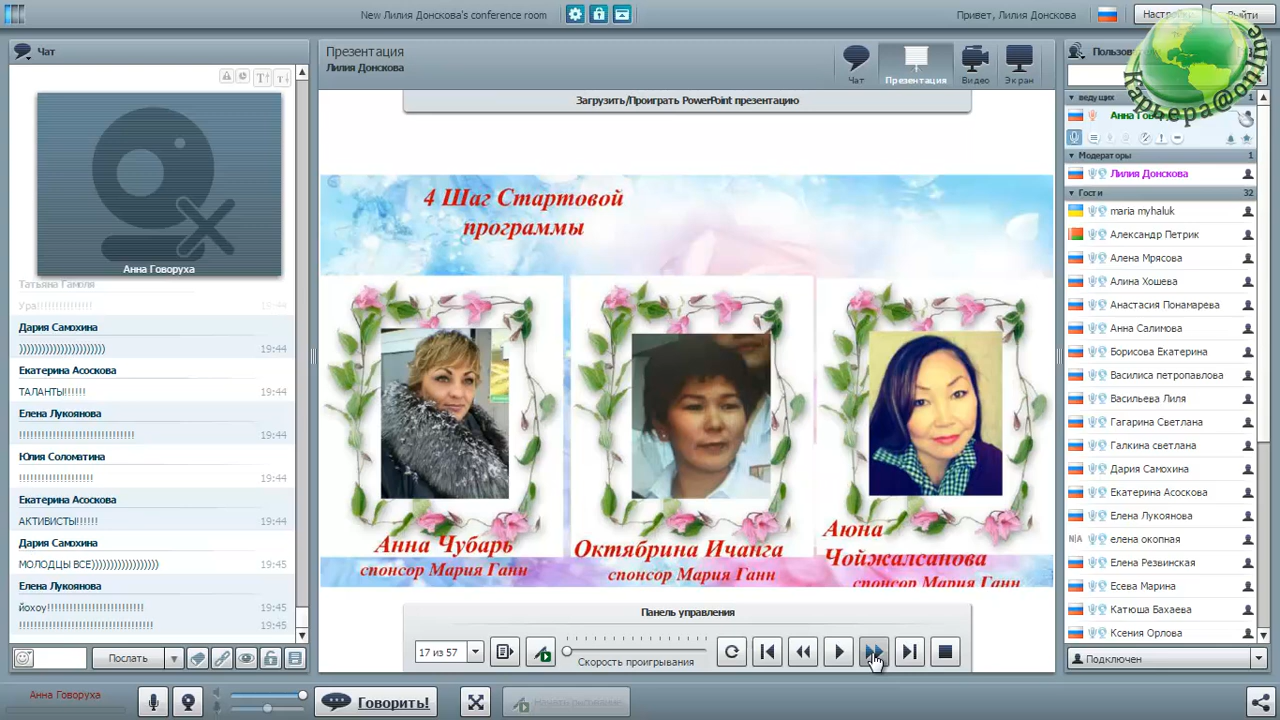 New Лилия Донскова's conference room
Привет, Лилия Донскова
Настройки
Выйти
Карьера@online
Чат
Анна Говоруха
Татьяна Гамоля
Ура!!!!!!!!!!!!!!! 19:44
Дария Самохина
)))))))))))))))))))))))) 19:44
Екатерина Асоскова
ТАЛАНТЫ!!!!!! 19:44
Елена Лукоянова
!!!!!!!!!!!!!!!!!!!!!!!!!!!!!!! 19:44
Юлия Соломатина
!!!!!!!!!!!!!!!!!!!! 19:44
Екатерина Асоскова
АКТИВИСТЫ!!!!!! 19:44
Дария Самохина
МОЛОДЦЫ ВСЕ)))))))))))))))))) 19:45
Елена Лукоянова
йохоу!!!!!!!!!!!!!!!!!!!!!!!!!! 19:45
!!!!!!!!!!!!!!!!!!!!!!!!!!!!!!!!!!!! 19:45
Послать
Презентация
Лилия Донскова
Чат
Презентация
Видео
Экран
Загрузить/Проиграть PowerPoint презентацию
4 Шаг Стартовой
программы
Анна Чубарь
спонсор Мария Ганн
Октябрина Ичанга
спонсор Мария Ганн
Аюна
Чойжалсанова
спонсор Мария Ганн
Панель управления
17 из 57
Скорость проигрывания
ведущих 1
Модераторы 1
Лилия Донскова
Гости 32
maria myhaluk
Александр Петрик
Алена Мрясова
Алина Хошева
Анастасия Понамарева
Анна Салимова
Борисова Екатерина
Василиса петропавлова
Васильева Лиля
Гагарина Светлана
Галкина светлана
Дария Самохина
Екатерина Асоскова
Елена Лукоянова
N|A елена окопная
Елена Резвинская
Есева Марина
Катюша Бахаева
Ксения Орлова
Подключен
Анна Говоруха
Говорить!